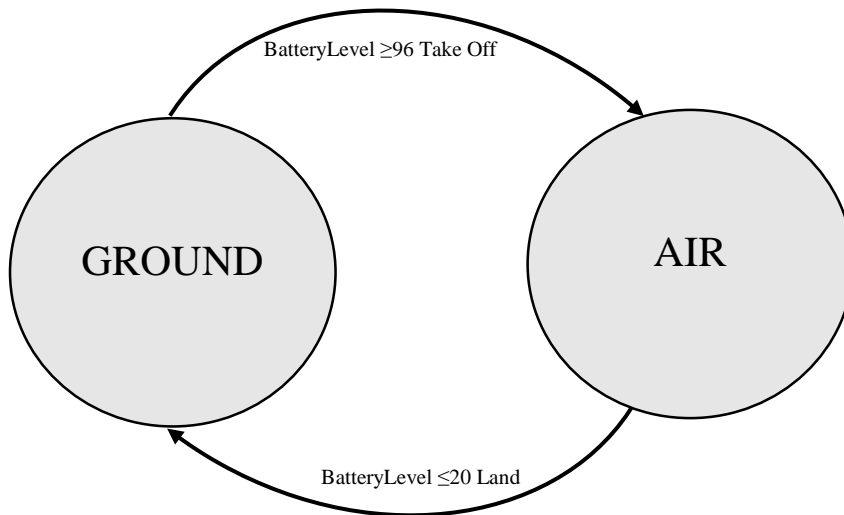 BatteryLevel ≥96 Take Off
GROUND
AIR
BatteryLevel ≤20 Land